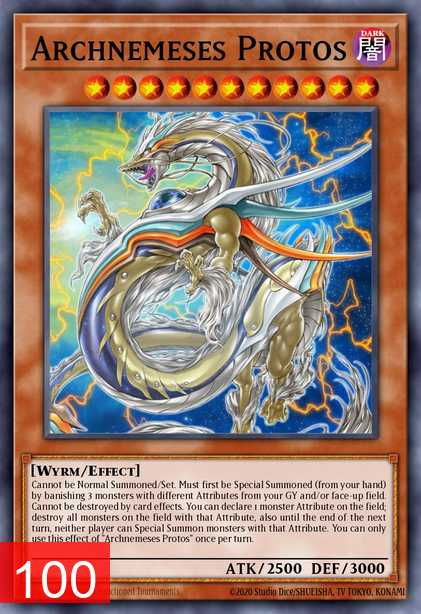 ARCHNEMESES PROTOS
DARK
闇
[WYRM/EFFECT]
Cannot be Normal Summoned/Set. Must first be Special Summoned (from your hand)
by banishing 3 monsters with different Attributes from your GY and/or face-up field.
Cannot be destroyed by card effects. You can declare 1 monster Attribute on the field;
destroy all monsters on the field with that Attribute, also until the end of the next
turn, neither player can Special Summon monsters with that Attribute. You can only
use this effect of "Archnemeses Protos" once per turn.
ATK/2500 DEF/3000
100
Tournaments
©2020 Studio Dice/SHUEISHA, TV TOKYO, KONAMI